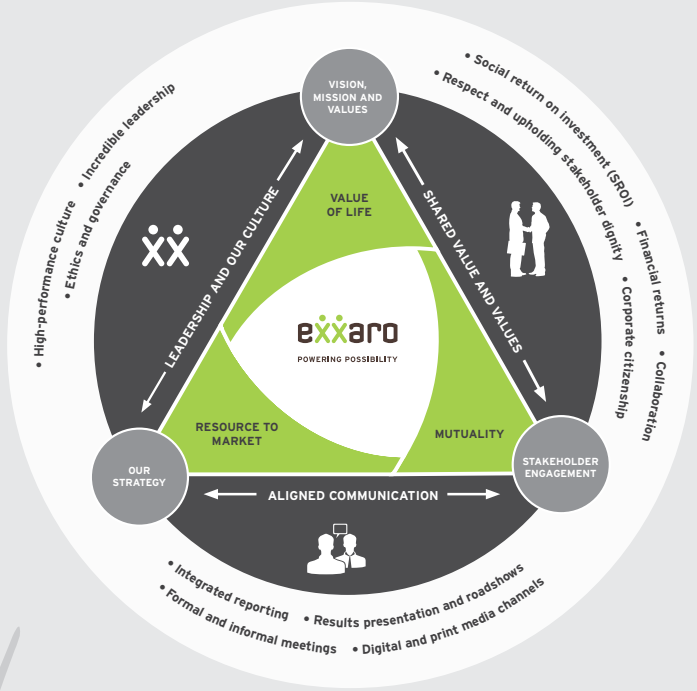 VISION,
MISSION AND
VALUES
• High-performance culture • Incredible leadership
• Ethics and governance
• Social return on investment (SROI) • Financial returns • Collaboration
• Respect and upholding stakeholder dignity • Corporate citizenship
LEADERSHIP AND OUR CULTURE
SHARED VALUE AND VALUES
VALUE
OF LIFE
exxaro
POWERING POSSIBILITY
RESOURCE TO
MARKET
MUTUALITY
OUR
STRATEGY
STAKEHOLDER
ENGAGEMENT
ALIGNED COMMUNICATION
• Integrated reporting • Results presentation and roadshows
• Formal and informal meetings • Digital and print media channels